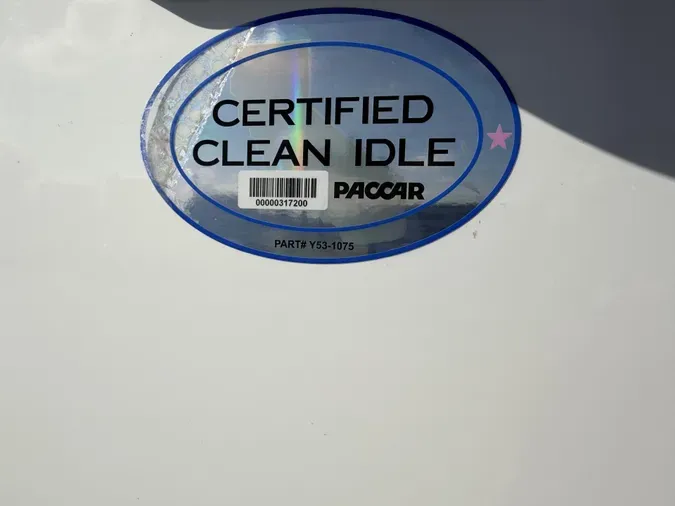 CERTIFIED
CLEAN IDLE
00000317200
PACCAR
PART# Y53-1075